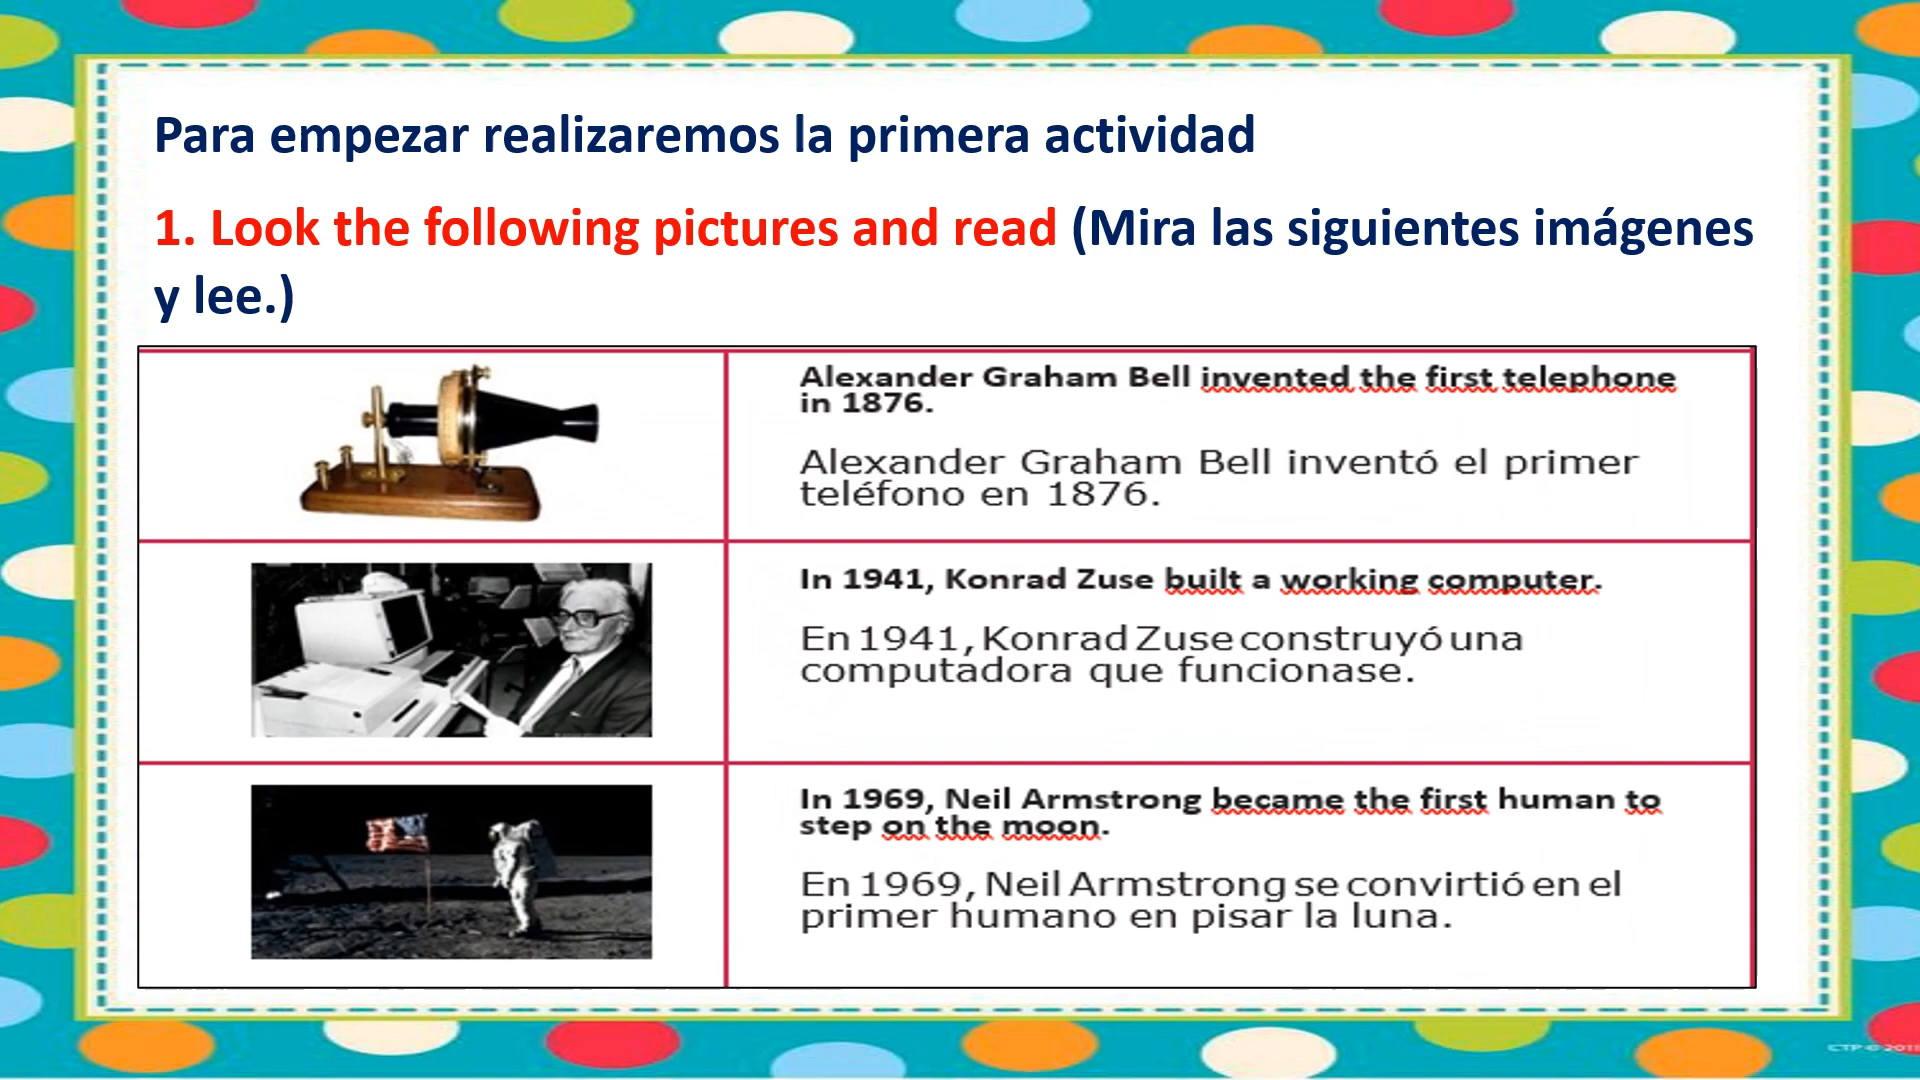 Para empezar realizaremos la primera actividad
1. Look the following pictures and read (Mira las siguientes imágenes
y lee.)
Alexander Graham Bell invented the first telephone
in 1876.
Alexander Graham Bell inventó el primer
teléfono en 1876.
In 1941, Konrad Zuse built a working computer.
En 1941, Konrad Zuse construyó una
computadora que funcionase.
In 1969, Neil Armstrong became the first human to
step on the moon.
En 1969, Neil Armstrong se convirtió en el
primer humano en pisar la luna.
CTP © 2011